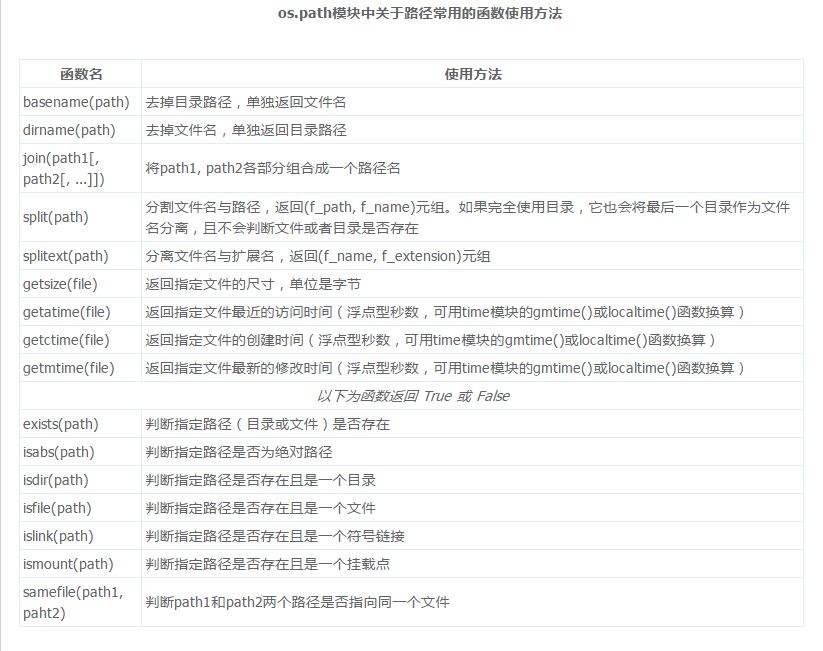 os.path模块中关于路径常用的函数使用方法
函数名 使用方法
basename(path) 去掉目录路径，单独返回文件名
dirname(path) 去掉文件名，单独返回目录路径
join(path1[,
path2[, ...]])
将path1, path2各部分组合成一个路径名
split(path)
分割文件名与路径，返回(f_path, f_name)元组。如果完全使用目录，它也会将最后一个目录作为文件
名分离，且不会判断文件或者目录是否存在
splitext(path) 分离文件名与扩展名，返回(f_name, f_extension)元组
getsize(file) 返回指定文件的尺寸，单位是字节
getatime(file) 返回指定文件最近的访问时间（浮点型秒数，可用time模块的gmtime()或localtime()函数换算）
getctime(file) 返回指定文件的创建时间（浮点型秒数，可用time模块的gmtime()或localtime()函数换算）
getmtime(file) 返回指定文件最新的修改时间（浮点型秒数，可用time模块的gmtime()或localtime()函数换算）
以下为函数返回 True 或 False
exists(path) 判断指定路径（目录或文件）是否存在
isabs(path) 判断指定路径是否为绝对路径
isdir(path) 判断指定路径是否存在且是一个目录
isfile(path) 判断指定路径是否存在且是一个文件
islink(path) 判断指定路径是否存在且是一个符号链接
ismount(path) 判断指定路径是否存在且是一个挂载点
samefile(path1,
paht2)
判断path1和path2两个路径是否指向同一个文件